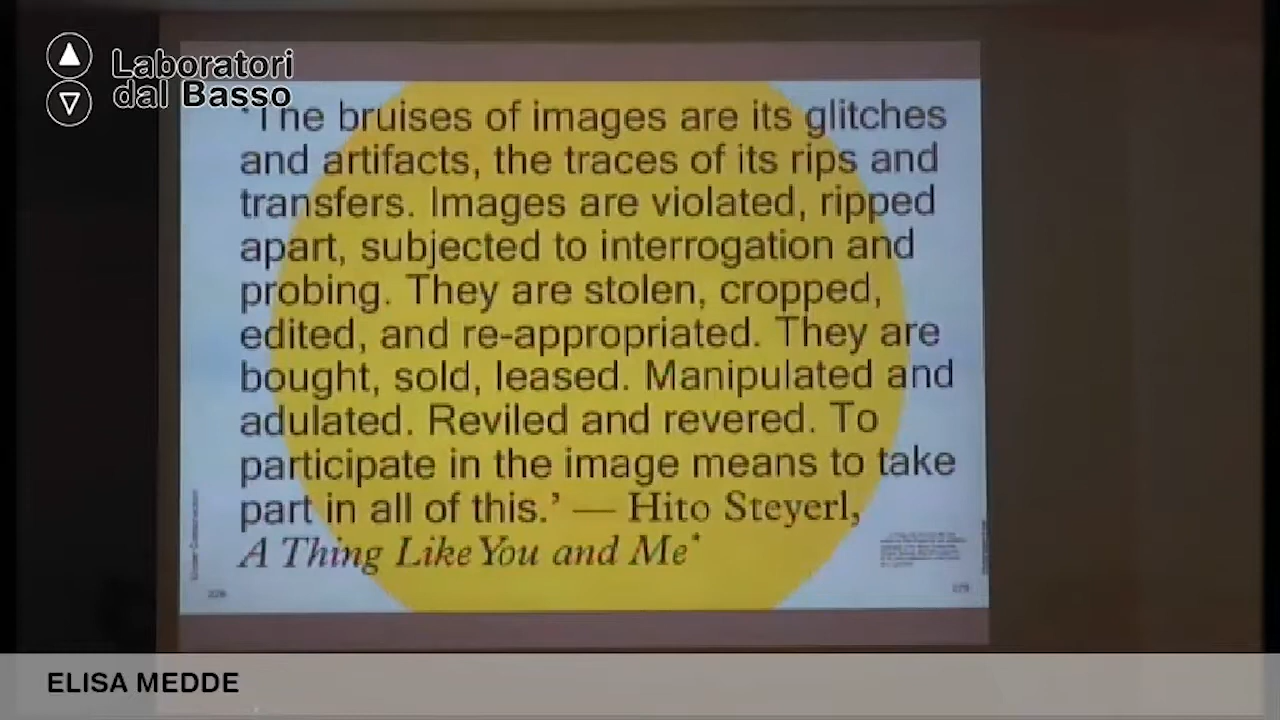 Laboratori
dal Basso
‘The bruises of images are its glitches
and artifacts, the traces of its rips and
transfers. Images are violated, ripped
apart, subjected to interrogation and
probing. They are stolen, cropped,
edited, and re-appropriated. They are
bought, sold, leased. Manipulated and
adulated. Reviled and revered. To
participate in the image means to take
part in all of this.’ — Hito Steyerl,
A Thing Like You and Me*
228
229
ELISA MEDDE